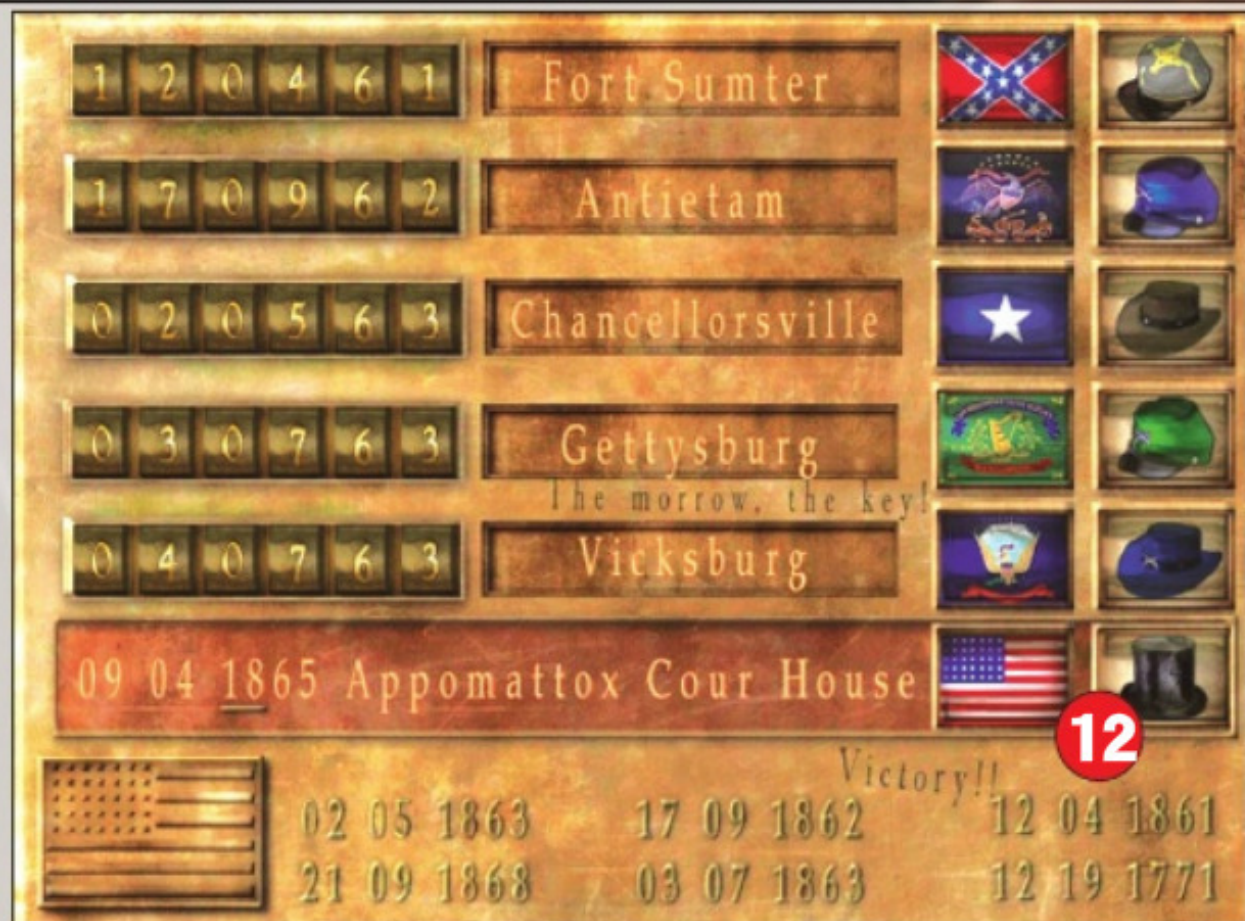 1 2 0 4 6 1 Fort Sumter
1 7 0 9 6 2 Antietam
0 2 0 5 6 3 Chancellorsville
0 3 0 7 6 3 Gettysburg
The morrow, the key!
0 4 0 7 6 3 Vicksburg
09 04 1865 Appomattox Cour House
12
Victory!!
02 05 1863 17 09 1862 12 04 1861
21 09 1868 03 07 1863 12 19 1771